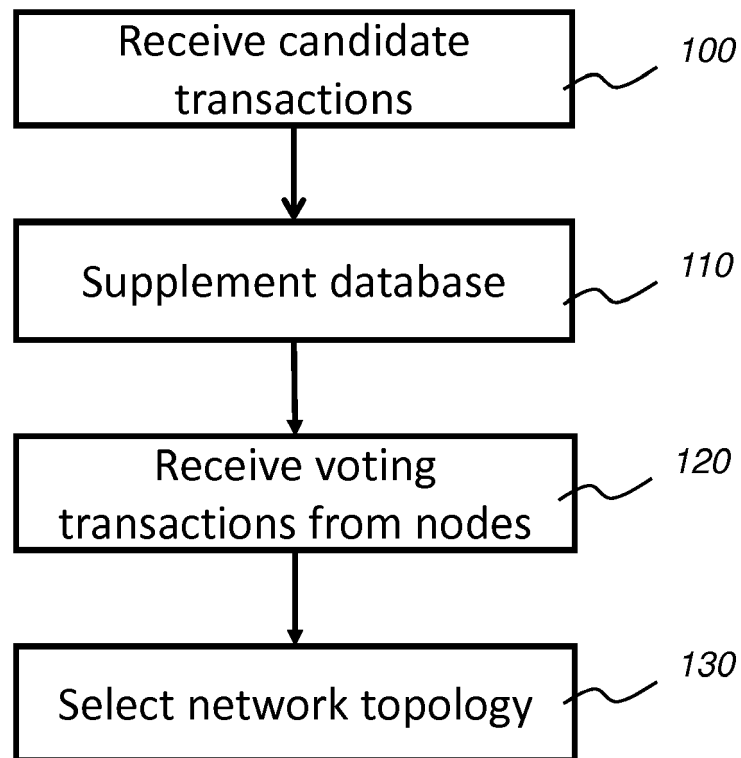 Receive candidate
transactions
100
Supplement database
110
Receive voting
transactions from nodes
120
Select network topology
130